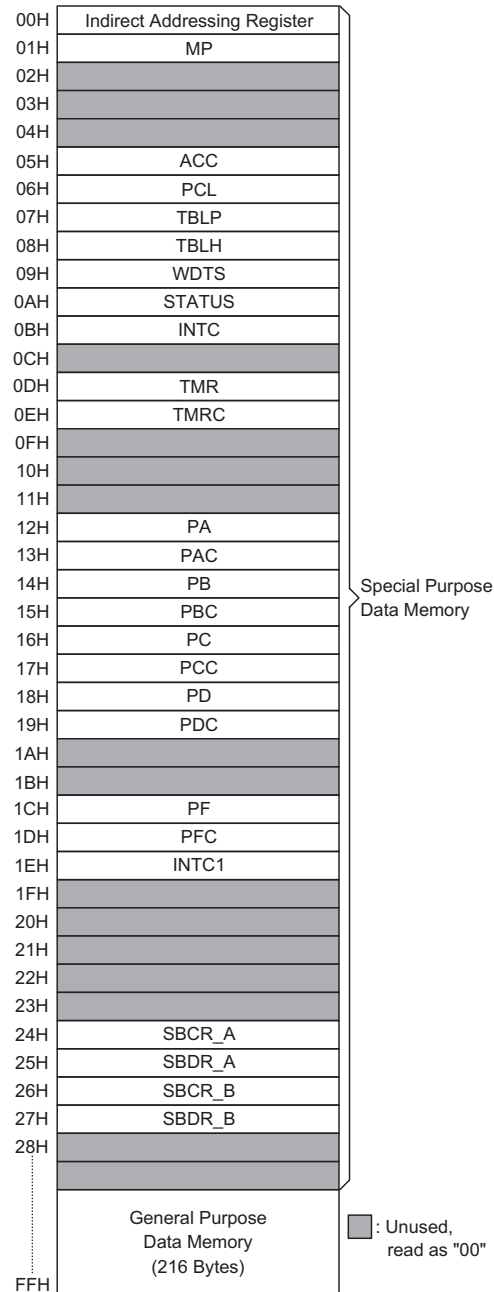 00H Indirect Addressing Register
01H MP
02H
03H
04H
05H ACC
06H PCL
07H TBLP
08H TBLH
09H WDTS
0AH STATUS
0BH INTC
0CH
0DH TMR
0EH TMRC
0FH
10H
11H
12H PA
13H PAC
14H PB
15H PBC
16H PC
17H PCC
18H PD
19H PDC
1AH
1BH
1CH PF
1DH PFC
1EH INTC1
1FH
20H
21H
22H
23H
24H SBCR_A
25H SBDR_A
26H SBCR_B
27H SBDR_B
28H
FFH
General Purpose
Data Memory
(216 Bytes)
Special Purpose
Data Memory
: Unused,
read as "00"